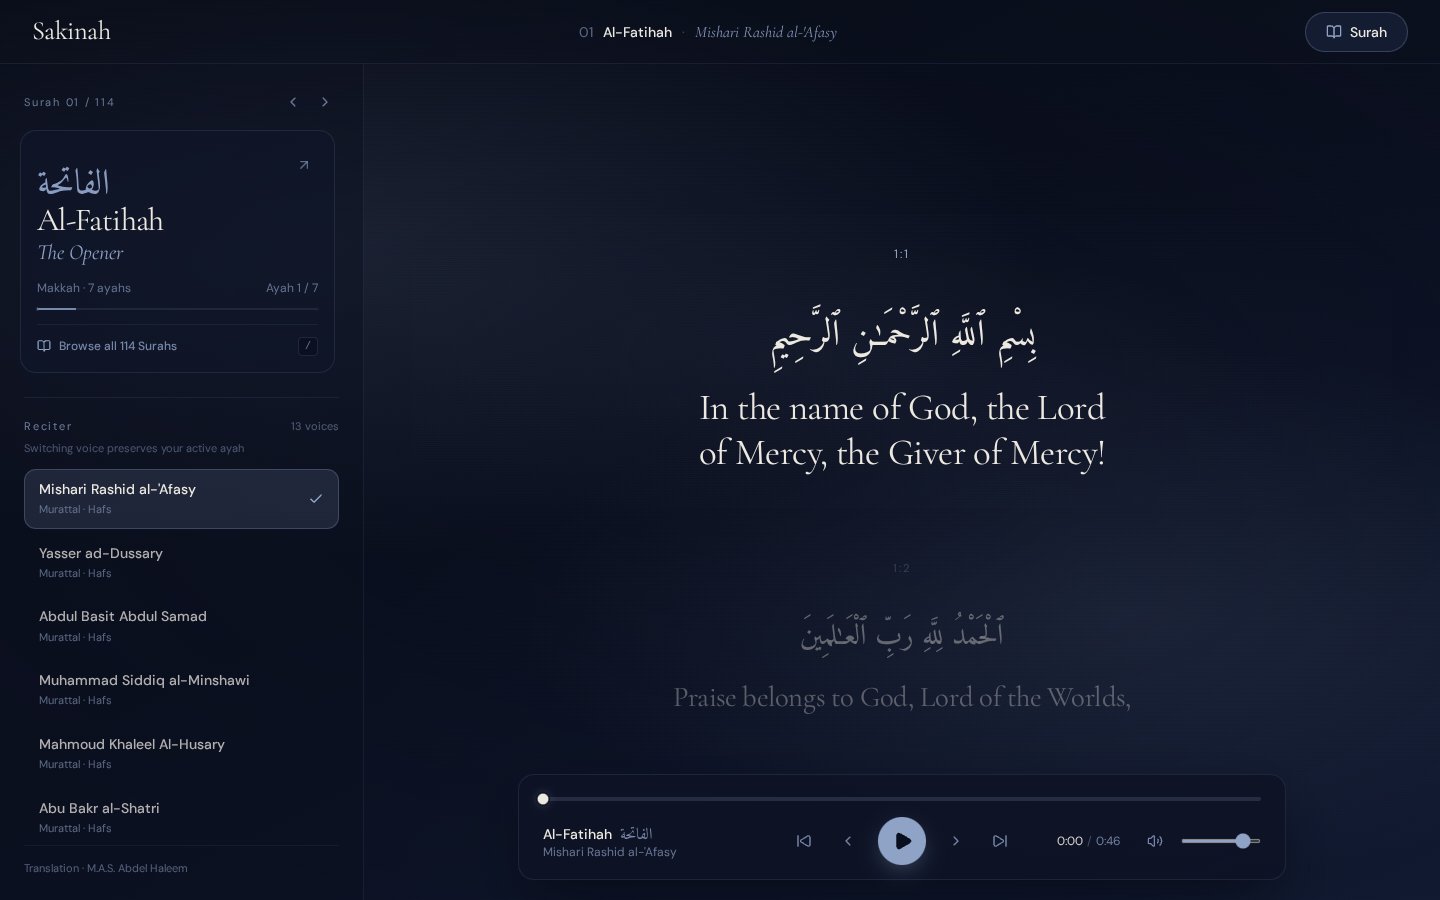 Sakinah
01 Al-Fatihah · Mishari Rashid al-'Afasy
Surah
Surah 01 / 114
الفاتحة
Al-Fatihah
The Opener
Makkah · 7 ayahs
Ayah 1 / 7
Browse all 114 Surahs
/
Reciter
13 voices
Switching voice preserves your active ayah
Mishari Rashid al-'Afasy
Murattal · Hafs
Yasser ad-Dussary
Murattal · Hafs
Abdul Basit Abdul Samad
Murattal · Hafs
Muhammad Siddiq al-Minshawi
Murattal · Hafs
Mahmoud Khaleel Al-Husary
Murattal · Hafs
Abu Bakr al-Shatri
Murattal · Hafs
Translation · M.A.S. Abdel Haleem
1:1
بِسْمِ ٱللَّهِ ٱلرَّحْمَـٰنِ ٱلرَّحِيمِ
In the name of God, the Lord
of Mercy, the Giver of Mercy!
1:2
ٱلْحَمْدُ لِلَّهِ رَبِّ ٱلْعَـٰلَمِينَ
Praise belongs to God, Lord of the Worlds,
Al-Fatihah الفاتحة
Mishari Rashid al-'Afasy
0:00 / 0:46